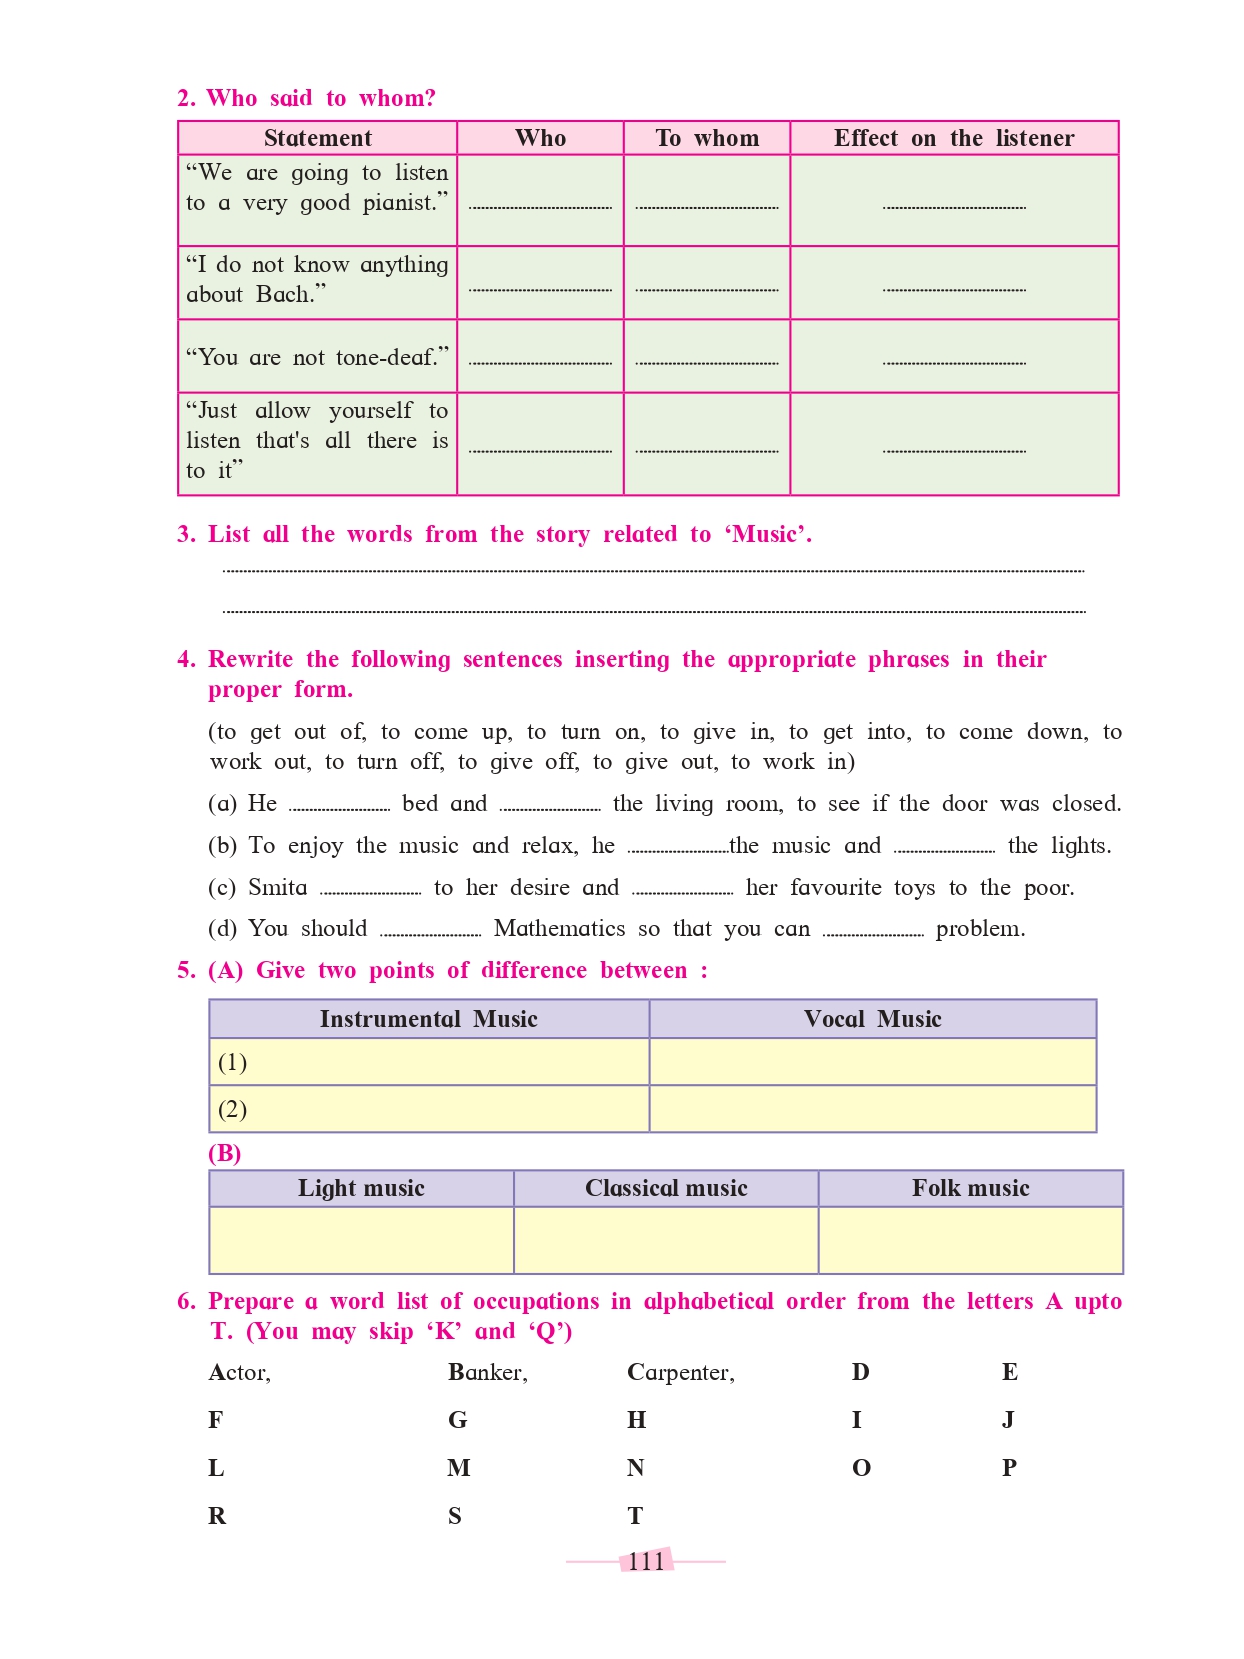 2. Who said to whom?
Statement Who To whom Effect on the listener
“We are going to listen
to a very good pianist.” .......... .......... ..........
“I do not know anything
about Bach.” .......... .......... ..........
“You are not tone-deaf.” .......... .......... ..........
“Just allow yourself to
listen that's all there is
to it” .......... .......... ..........
3. List all the words from the story related to ‘Music’.
..........
..........
4. Rewrite the following sentences inserting the appropriate phrases in their
proper form.
(to get out of, to come up, to turn on, to give in, to get into, to come down, to
work out, to turn off, to give off, to give out, to work in)
(a) He .......... bed and .......... the living room, to see if the door was closed.
(b) To enjoy the music and relax, he ..........the music and .......... the lights.
(c) Smita .......... to her desire and .......... her favourite toys to the poor.
(d) You should .......... Mathematics so that you can .......... problem.
5. (A) Give two points of difference between :
Instrumental Music Vocal Music
(1)
(2)
(B)
Light music Classical music Folk music
6. Prepare a word list of occupations in alphabetical order from the letters A upto
T. (You may skip ‘K’ and ‘Q’)
Actor, Banker, Carpenter, D E
F G H I J
L M N O P
R S T
111